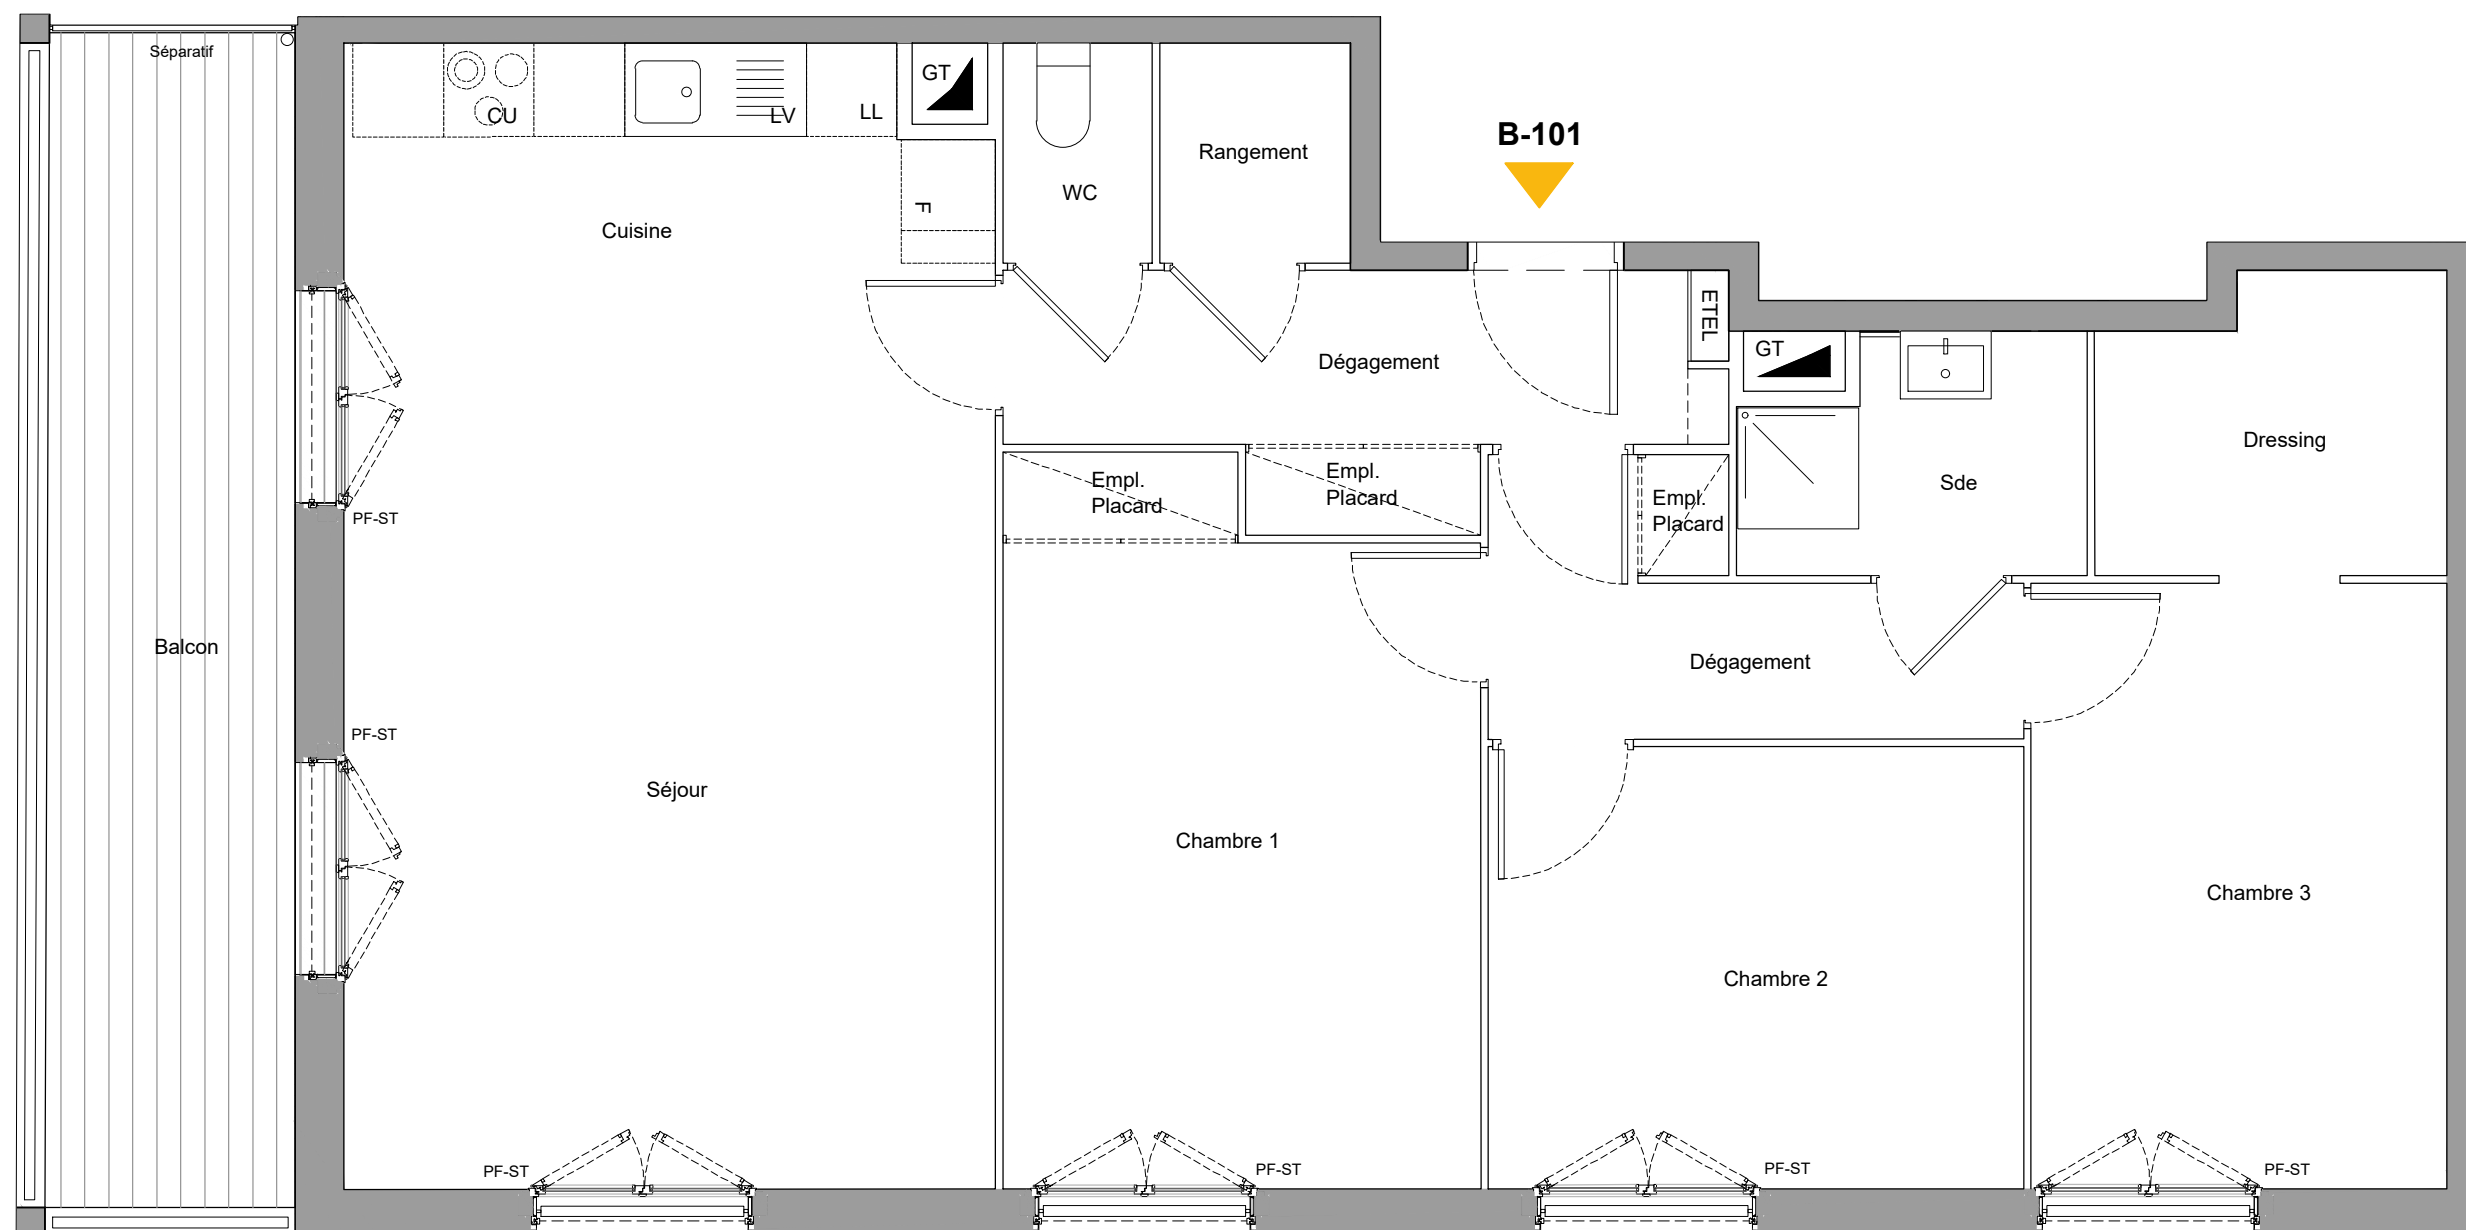 Séparatif
GT
CU
LV
LL
B-101
Rangement
WC
F
Cuisine
ETEL
GT
Dégagement
Dressing
Empl.
Placard
Empl.
Placard
Empl.
Placard
Sde
PF-ST
Balcon
Dégagement
PF-ST
Séjour
Chambre 1
Chambre 3
Chambre 2
PF-ST
PF-ST
PF-ST
PF-ST